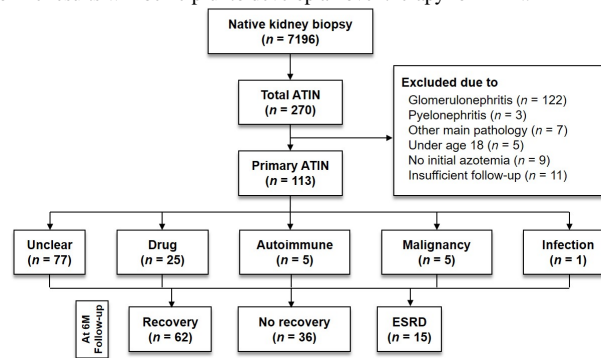 Native kidney biopsy
(n = 7196)
Total ATIN
(n = 270)
Excluded due to
Glomerulonephritis (n = 122)
Pyelonephritis (n = 3)
Other main pathology (n = 7)
Under age 18 (n = 5)
No initial azotemia (n = 9)
Insufficient follow-up (n = 11)
Primary ATIN
(n = 113)
Unclear
(n = 77)
Drug
(n = 25)
Autoimmune
(n = 5)
Malignancy
(n = 5)
Infection
(n = 1)
At 6M
Follow-up
Recovery
(n = 62)
No recovery
(n = 36)
ESRD
(n = 15)